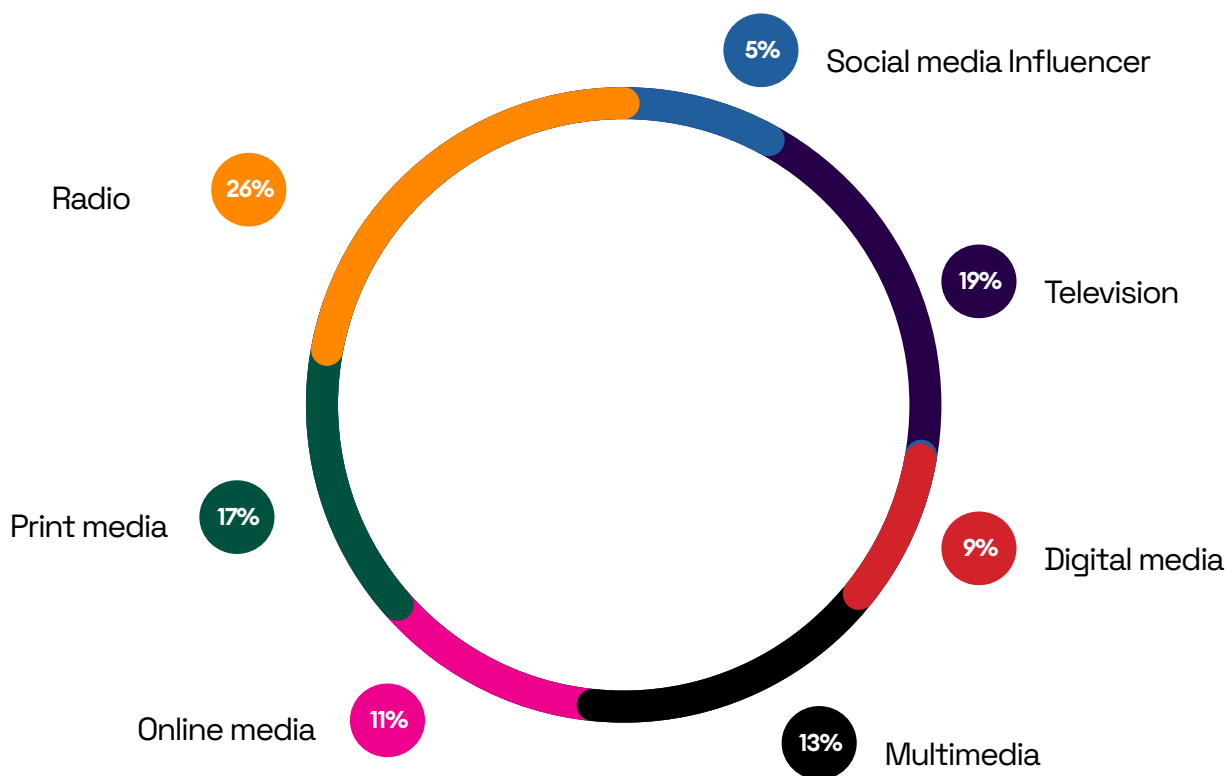 5%
Social media Influencer
26%
Radio
19%
Television
17%
Print media
9%
Digital media
11%
Online media
13%
Multimedia